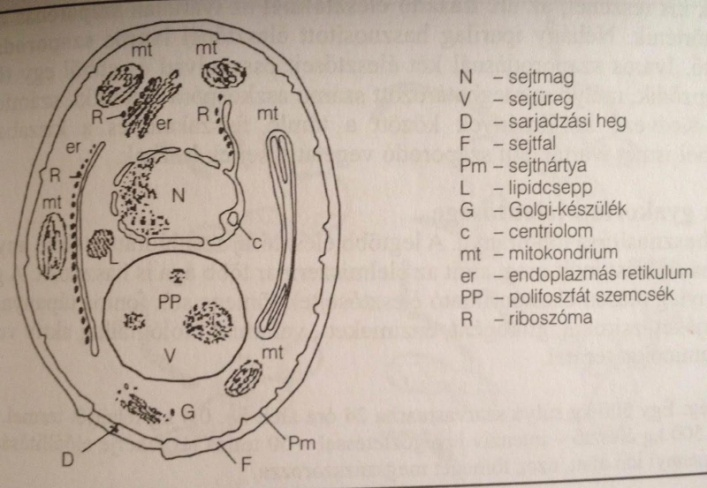 mt
mt
R
er
R
mt
er
R
mt
N
c
L
PP
V
mt
G
D
F
Pm
N – sejtmag
V – sejtüreg
D – sarjadzási heg
F – sejtfal
Pm – sejthártya
L – lipidcsepp
G – Golgi-készülék
c – centriolom
mt – mitokondrium
er – endoplazmás retikulum
PP – polifoszfát szemcsék
R – riboszóma